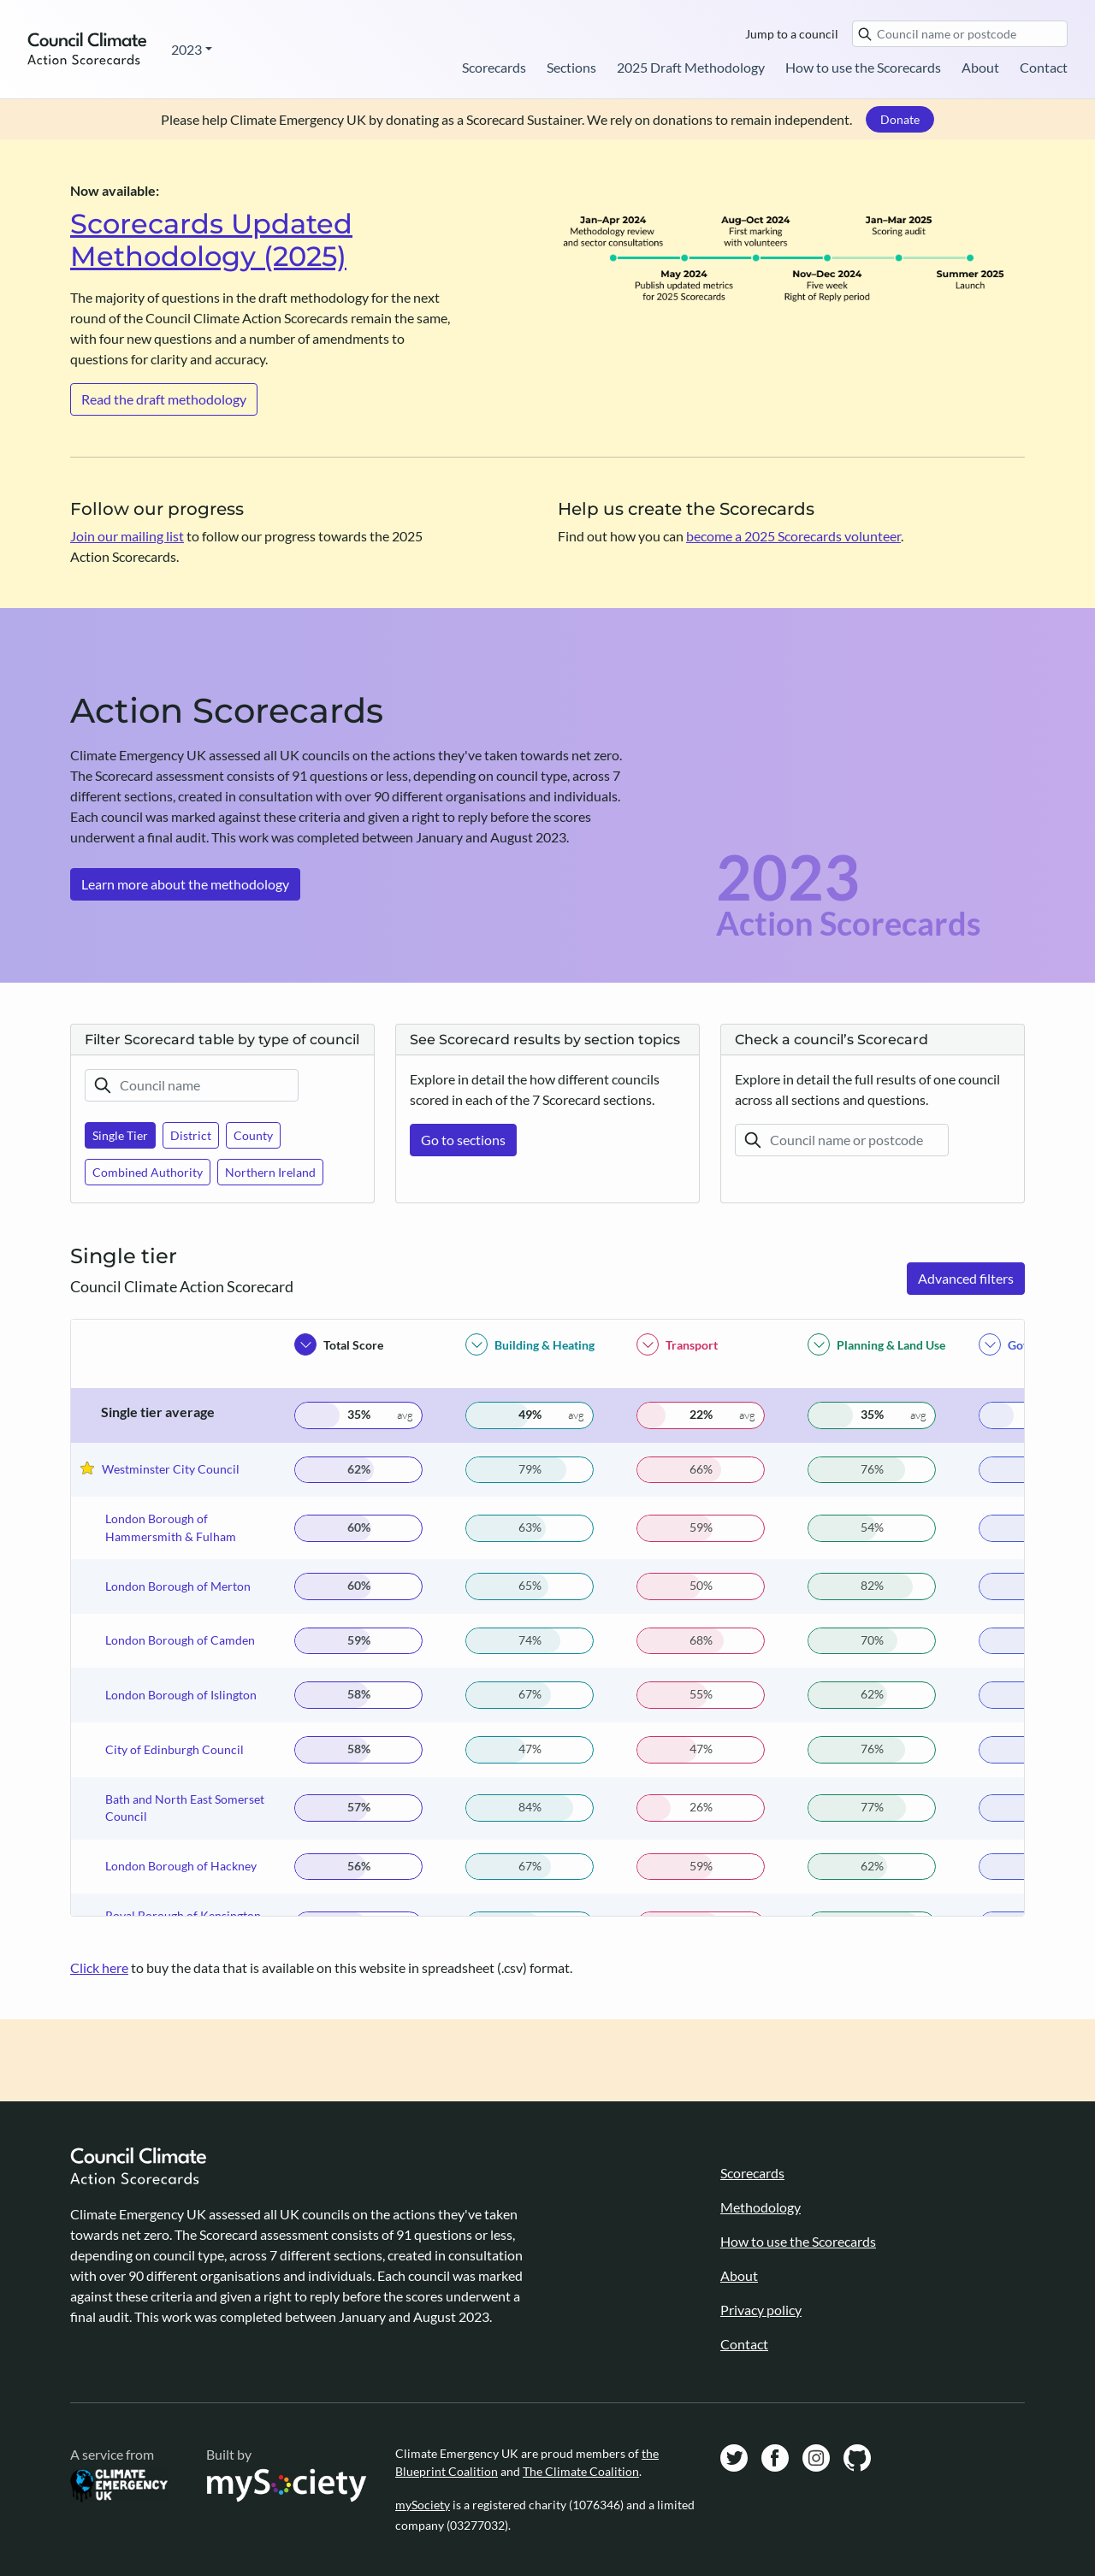 Council Climate
Action Scorecards
2023
Jump to a council
Council name or postcode
Scorecards
Sections
2025 Draft Methodology
How to use the Scorecards
About
Contact
Please help Climate Emergency UK by donating as a Scorecard Sustainer. We rely on donations to remain independent.
Donate
Now available:
Scorecards Updated
Methodology (2025)
The majority of questions in the draft methodology for the next
round of the Council Climate Action Scorecards remain the same,
with four new questions and a number of amendments to
questions for clarity and accuracy.
Read the draft methodology
Jan–Apr 2024
Methodology review
and sector consultations
Aug–Oct 2024
First marking
with volunteers
Jan–Mar 2025
Scoring audit
May 2024
Publish updated metrics
for 2025 Scorecards
Nov–Dec 2024
Five week
Right of Reply period
Summer 2025
Launch
Follow our progress
Join our mailing list to follow our progress towards the 2025
Action Scorecards.
Help us create the Scorecards
Find out how you can become a 2025 Scorecards volunteer.
Action Scorecards
Climate Emergency UK assessed all UK councils on the actions they've taken towards net zero.
The Scorecard assessment consists of 91 questions or less, depending on council type, across 7
different sections, created in consultation with over 90 different organisations and individuals.
Each council was marked against these criteria and given a right to reply before the scores
underwent a final audit. This work was completed between January and August 2023.
Learn more about the methodology
2023
Action Scorecards
Filter Scorecard table by type of council
Council name
Single Tier
District
County
Combined Authority
Northern Ireland
See Scorecard results by section topics
Explore in detail the how different councils
scored in each of the 7 Scorecard sections.
Go to sections
Check a council’s Scorecard
Explore in detail the full results of one council
across all sections and questions.
Council name or postcode
Single tier
Council Climate Action Scorecard
Advanced filters
Total Score
Building & Heating
Transport
Planning & Land Use
Single tier average
35% avg
49% avg
22% avg
35% avg
Westminster City Council
62%
79%
66%
76%
London Borough of
Hammersmith & Fulham
60%
63%
59%
54%
London Borough of Merton
60%
65%
50%
82%
London Borough of Camden
59%
74%
68%
70%
London Borough of Islington
58%
67%
55%
62%
City of Edinburgh Council
58%
47%
47%
76%
Bath and North East Somerset
Council
57%
84%
26%
77%
London Borough of Hackney
56%
67%
59%
62%
Royal Borough of Kensington
Click here to buy the data that is available on this website in spreadsheet (.csv) format.
Council Climate
Action Scorecards
Climate Emergency UK assessed all UK councils on the actions they've taken
towards net zero. The Scorecard assessment consists of 91 questions or less,
depending on council type, across 7 different sections, created in consultation
with over 90 different organisations and individuals. Each council was marked
against these criteria and given a right to reply before the scores underwent a
final audit. This work was completed between January and August 2023.
Scorecards
Methodology
How to use the Scorecards
About
Privacy policy
Contact
A service from
CLIMATE
EMERGENCY
UK
Built by
mySociety
Climate Emergency UK are proud members of the
Blueprint Coalition and The Climate Coalition.
mySociety is a registered charity (1076346) and a limited
company (03277032).